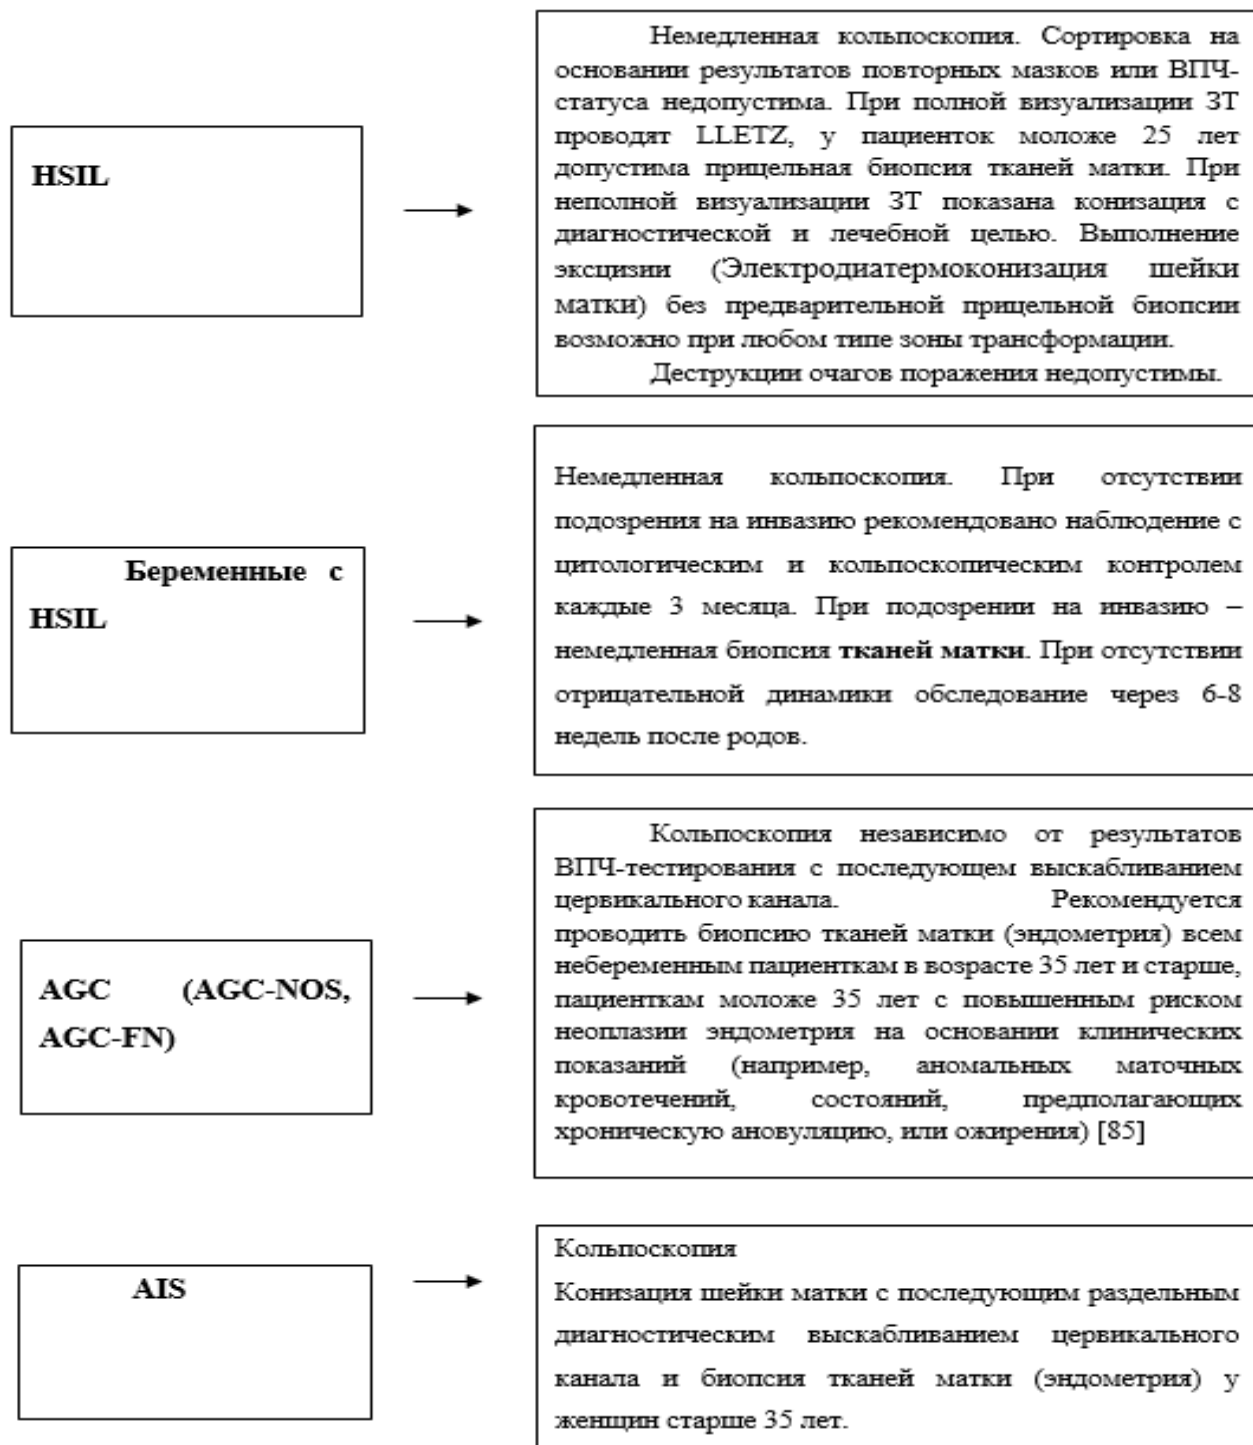 HSIL
Немедленная кольпоскопия. Сортировка на
основании результатов повторных мазков или ВПЧ-
статуса недопустима. При полной визуализации ЗТ
проводят LLETZ, у пациенток моложе 25 лет
допустима прицельная биопсия тканей матки. При
неполной визуализации ЗТ показана конизация с
диагностической и лечебной целью. Выполнение
эксцизии (Электродиатермоконизация шейки
матки) без предварительной прицельной биопсии
возможно при любом типе зоны трансформации.
Деструкции очагов поражения недопустимы.
Беременные с
HSIL
Немедленная кольпоскопия. При отсутствии
подозрения на инвазию рекомендовано наблюдение с
цитологическим и кольпоскопическим контролем
каждые 3 месяца. При подозрении на инвазию –
немедленная биопсия тканей матки. При отсутствии
отрицательной динамики обследование через 6-8
недель после родов.
AGC (AGC-NOS,
AGC-FN)
Кольпоскопия независимо от результатов
ВПЧ-тестирования с последующем выскабливанием
цервикального канала. Рекомендуется
проводить биопсию тканей матки (эндометрия) всем
небеременным пациенткам в возрасте 35 лет и старше,
пациенткам моложе 35 лет с повышенным риском
неоплазии эндометрия на основании клинических
показаний (например, аномальных маточных
кровотечений, состояний, предполагающих
хроническую ановуляцию, или ожирения) [85]
AIS
Кольпоскопия
Конизация шейки матки с последующим раздельным
диагностическим выскабливанием цервикального
канала и биопсия тканей матки (эндометрия) у
женщин старше 35 лет.